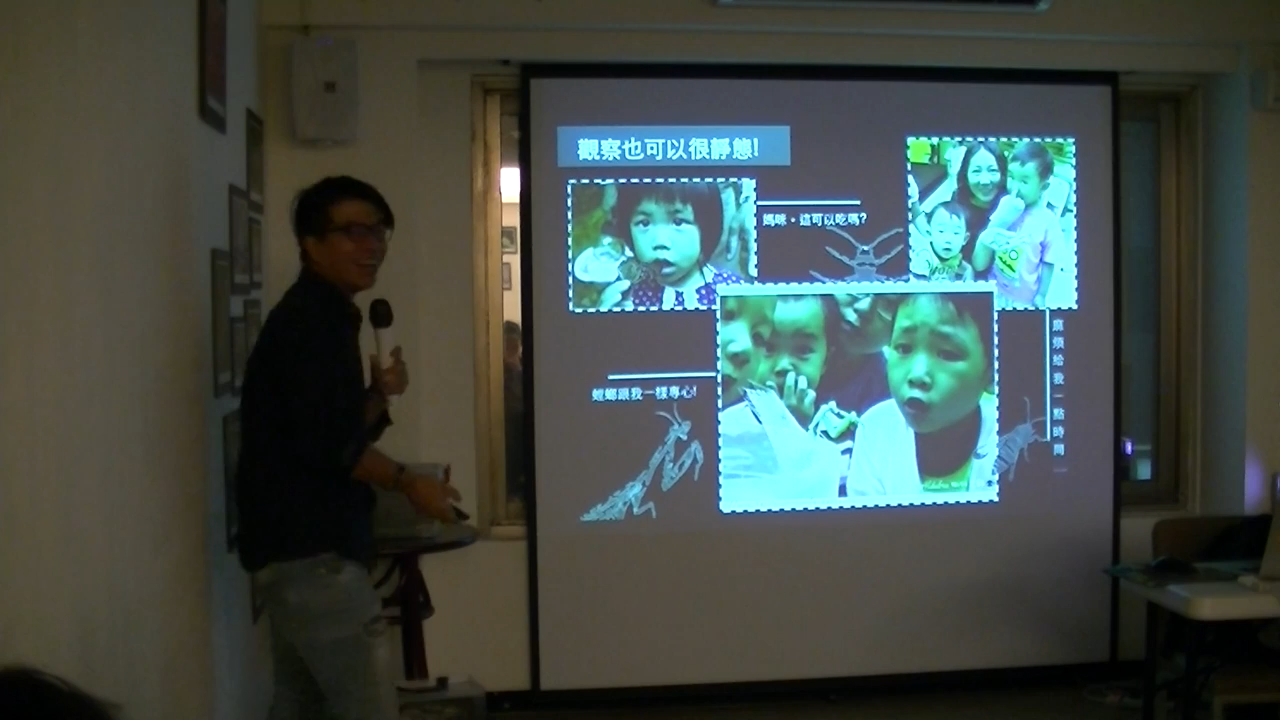 觀察也可以很靜態!
媽咪，這可以吃嗎?
螳螂跟我一樣專心!
麻煩給我一點時間